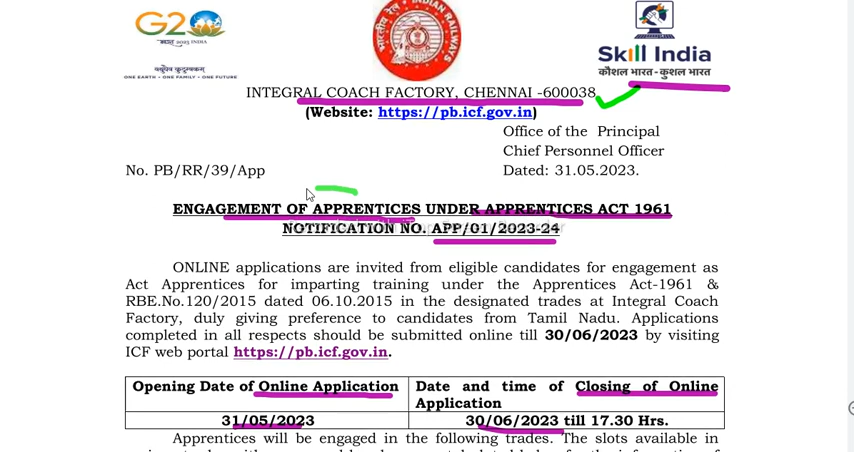 G20
भारत 2023 INDIA
वसुधैव कुटुम्बकम्
ONE EARTH • ONE FAMILY • ONE FUTURE
भारतीय रेल INDIAN RAILWAYS
Skill India
कौशल भारत-कुशल भारत
INTEGRAL COACH FACTORY, CHENNAI -600038
(Website: https://pb.icf.gov.in)
Office of the Principal
Chief Personnel Officer
No. PB/RR/39/App
Dated: 31.05.2023.
ENGAGEMENT OF APPRENTICES UNDER APPRENTICES ACT 1961
NOTIFICATION NO. APP/01/2023-24
ONLINE applications are invited from eligible candidates for engagement as
Act Apprentices for imparting training under the Apprentices Act-1961 &
RBE.No.120/2015 dated 06.10.2015 in the designated trades at Integral Coach
Factory, duly giving preference to candidates from Tamil Nadu. Applications
completed in all respects should be submitted online till 30/06/2023 by visiting
ICF web portal https://pb.icf.gov.in.
Opening Date of Online Application
Date and time of Closing of Online
Application
31/05/2023
30/06/2023 till 17.30 Hrs.
Apprentices will be engaged in the following trades. The slots available in